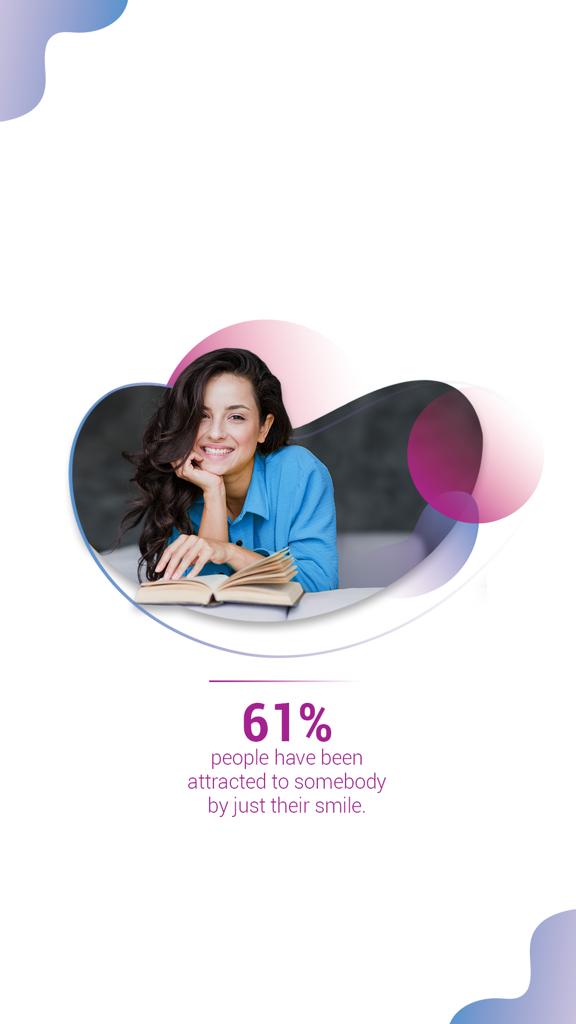 61%
people have been
attracted to somebody
by just their smile.